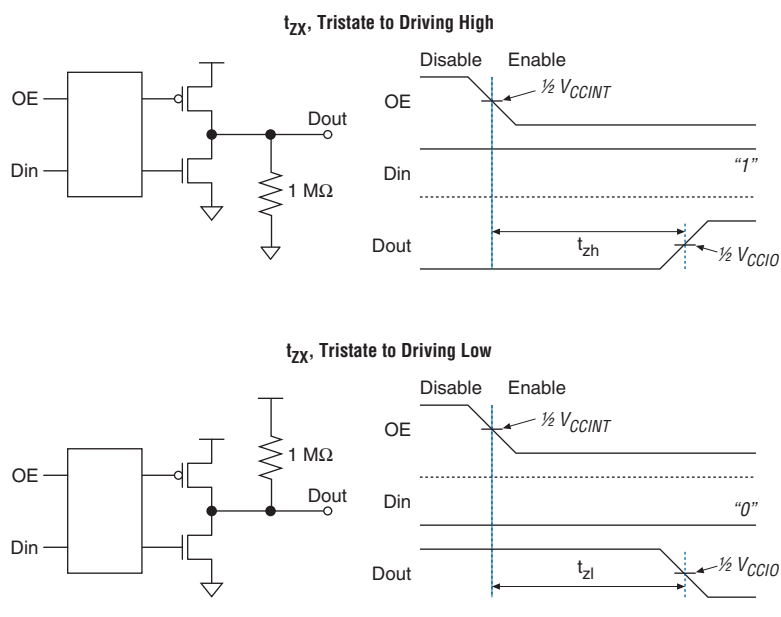 tZX, Tristate to Driving High
Disable Enable
OE
½ VCCINT
OE
Dout
Din
"1"
Din
1 MΩ
Dout
tzh
½ VCCIO
tZX, Tristate to Driving Low
Disable Enable
OE
½ VCCINT
1 MΩ
OE
Dout
Din
"0"
Din
Dout
tzl
½ VCCIO